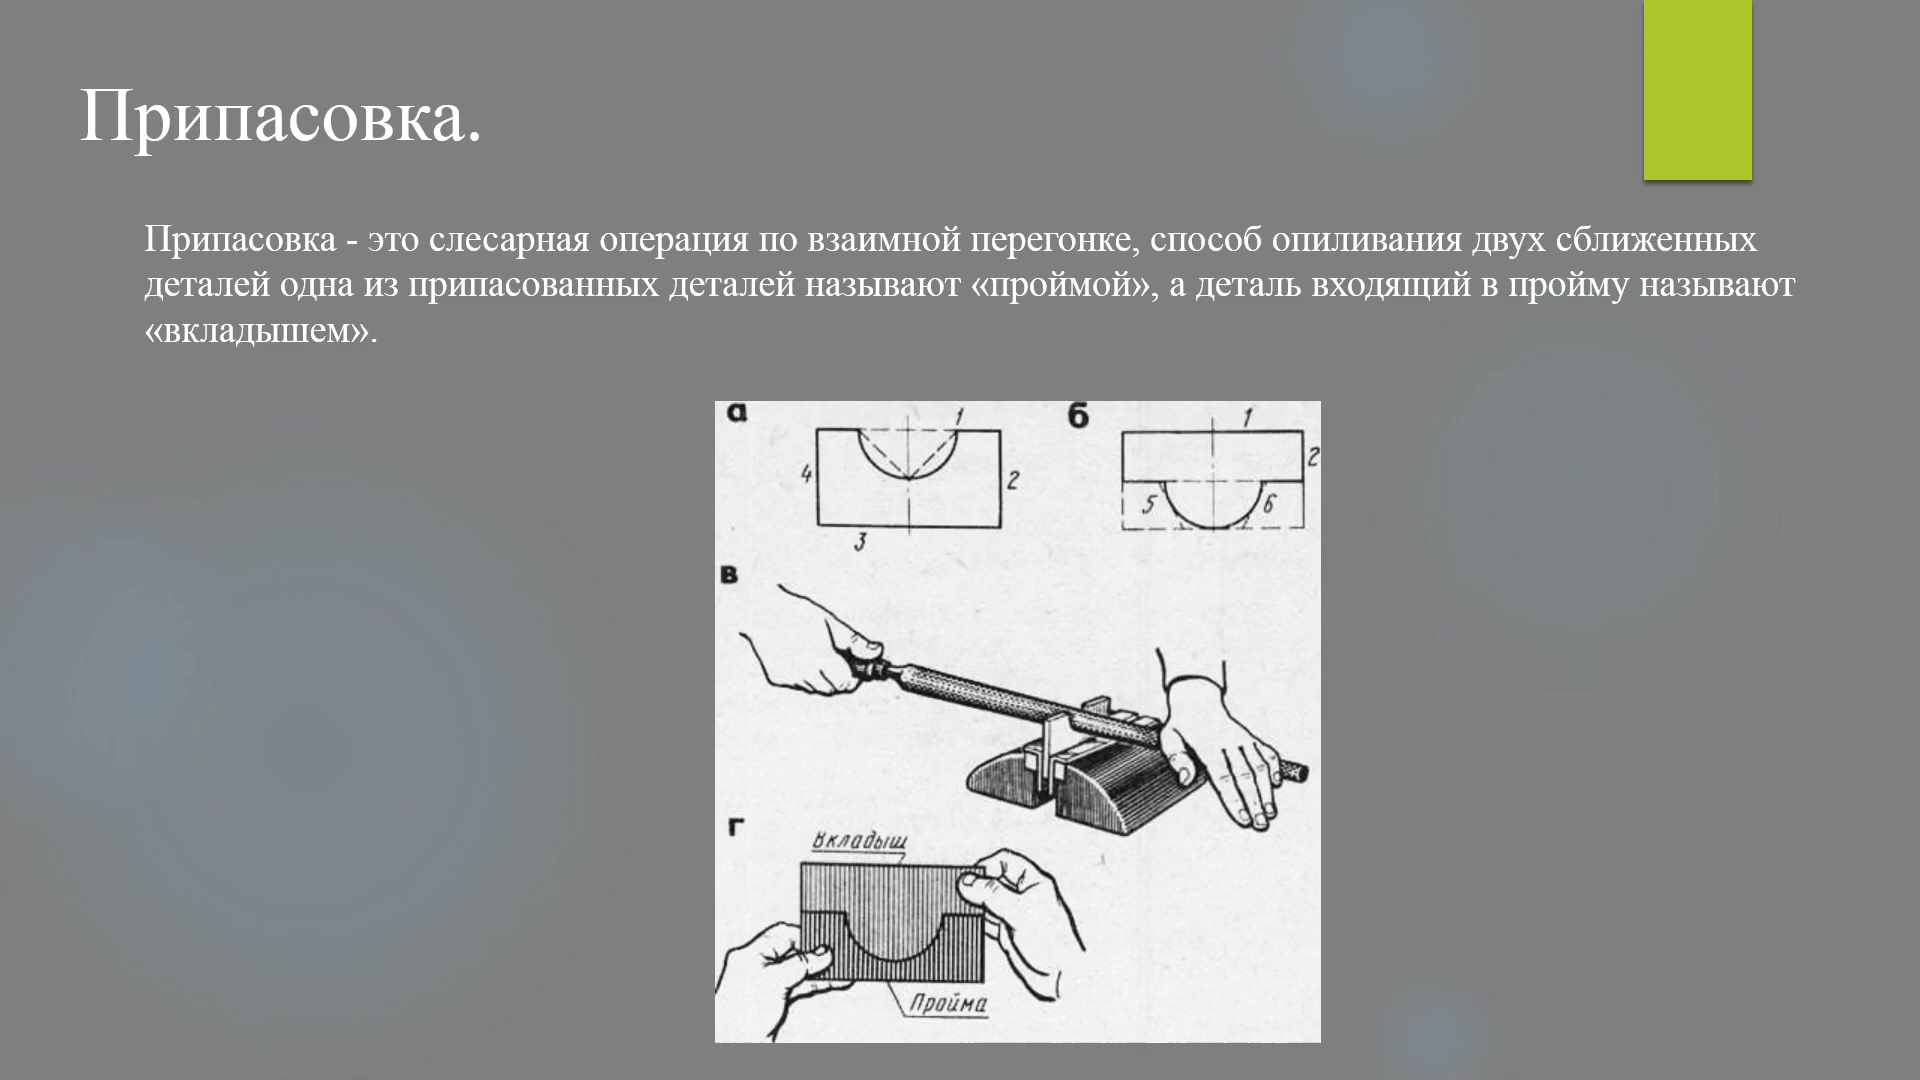 Припасовка.
Припасовка - это слесарная операция по взаимной перегонке, способ опиливания двух сближенных
деталей одна из припасованных деталей называют «проймой», а деталь входящий в пройму называют
«вкладышем».
а
1
4
2
3
б
1
2
5
6
в
г
Вкладыш
Пройма